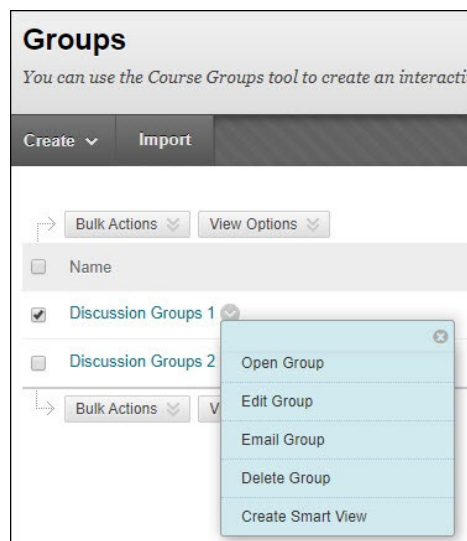 Groups
You can use the Course Groups tool to create an
Create Import
Bulk Actions View Options
Name
Discussion Groups 1
Discussion Groups 2
Open Group
Edit Group
Email Group
Delete Group
Create Smart View
Bulk Actions V